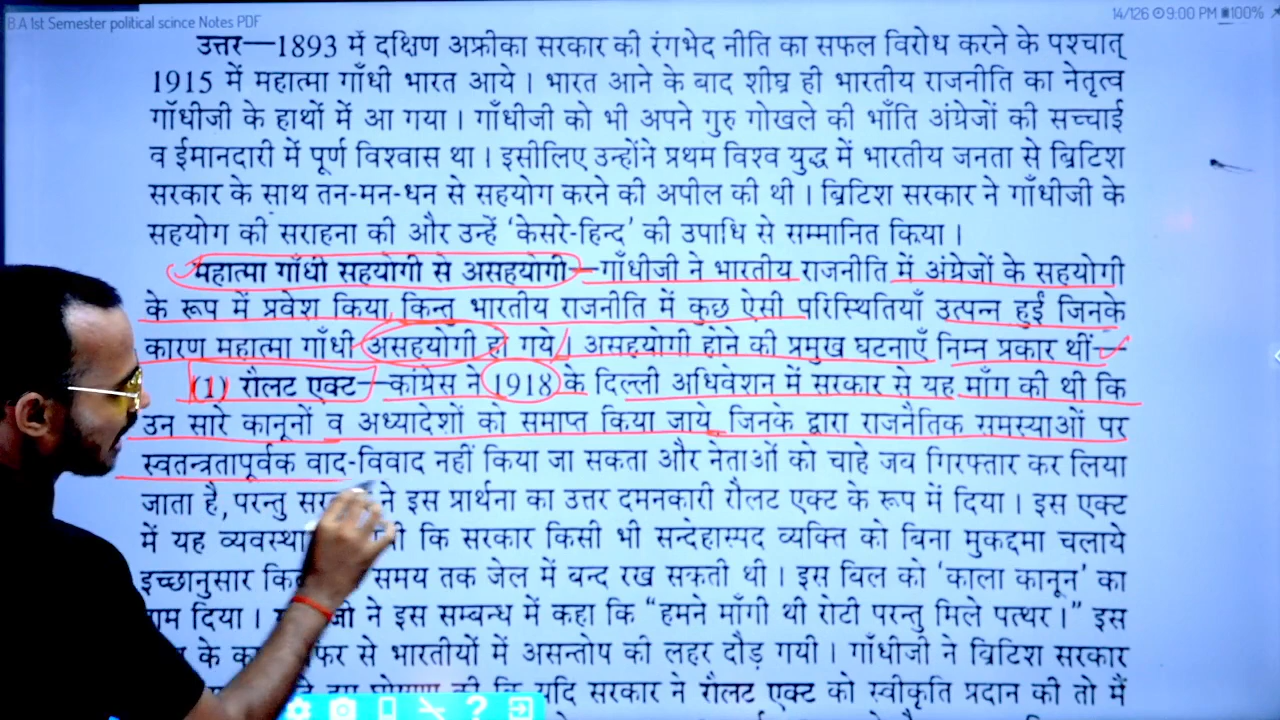 B.A 1st Semester political scince Notes PDF
14/126 9:00 PM 100%
उत्तर—1893 में दक्षिण अफ्रीका सरकार की रंगभेद नीति का सफल विरोध करने के पश्चात्
1915 में महात्मा गाँधी भारत आये । भारत आने के बाद शीघ्र ही भारतीय राजनीति का नेतृत्व
गाँधीजी के हाथों में आ गया । गाँधीजी को भी अपने गुरु गोखले की भाँति अंग्रेजों की सच्चाई
व ईमानदारी में पूर्ण विश्वास था । इसीलिए उन्होंने प्रथम विश्व युद्ध में भारतीय जनता से ब्रिटिश
सरकार के साथ तन-मन-धन से सहयोग करने की अपील की थी । ब्रिटिश सरकार ने गाँधीजी के
सहयोग की सराहना की और उन्हें ‘केसरे-हिन्द’ की उपाधि से सम्मानित किया ।
महात्मा गाँधी सहयोगी से असहयोगी—गाँधीजी ने भारतीय राजनीति में अंग्रेजों के सहयोगी
के रूप में प्रवेश किया, किन्तु भारतीय राजनीति में कुछ ऐसी परिस्थितियाँ उत्पन्न हुईं जिनके
कारण महात्मा गाँधी असहयोगी हो गये । असहयोगी होने की प्रमुख घटनाएँ निम्न प्रकार थीं—
(1) रौलट एक्ट—कांग्रेस ने 1918 के दिल्ली अधिवेशन में सरकार से यह माँग की थी कि
उन सारे कानूनों व अध्यादेशों को समाप्त किया जाये, जिनके द्वारा राजनैतिक समस्याओं पर
स्वतन्त्रतापूर्वक वाद-विवाद नहीं किया जा सकता और नेताओं को चाहे जब गिरफ्तार कर लिया
जाता है, परन्तु ने इस प्रार्थना का उत्तर दमनकारी रौलट एक्ट के रूप में दिया । इस एक्ट
में यह कि सरकार किसी भी सन्देहास्पद व्यक्ति को बिना मुकद्दमा चलाये
इच्छानुसार समय तक जेल में बन्द रख सकती थी । इस बिल को ‘काला कानून’ का
दिया । ने इस सम्बन्ध में कहा कि “हमने माँगी थी रोटी परन्तु मिले पत्थर ।” इस
के से भारतीयों में असन्तोष की लहर दौड़ गयी । गाँधीजी ने ब्रिटिश सरकार
कि यदि सरकार ने रौलट एक्ट को स्वीकृति प्रदान की तो मैं